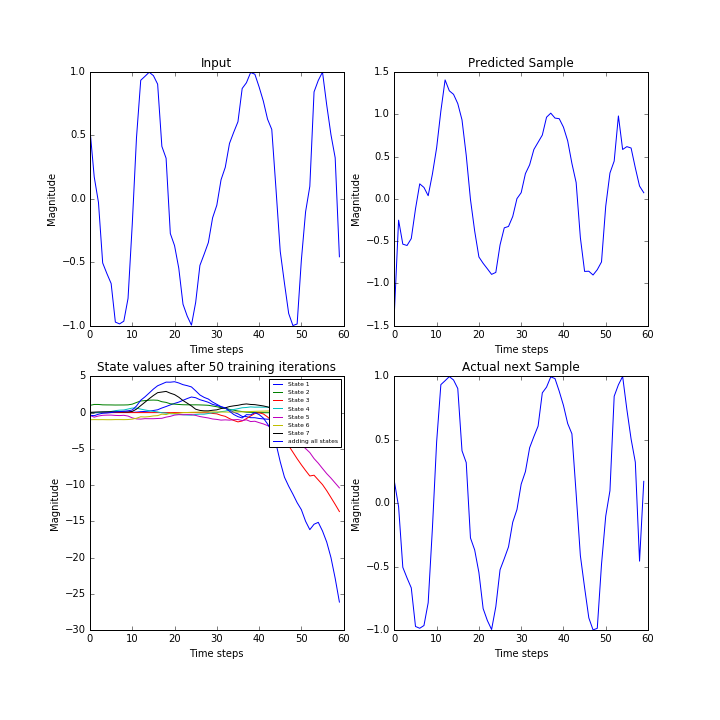 Input
Magnitude
1.0
0.5
0.0
−0.5
−1.0
0 10 20 30 40 50 60
Time steps
Predicted Sample
Magnitude
1.5
1.0
0.5
0.0
−0.5
−1.0
−1.5
0 10 20 30 40 50 60
Time steps
State values after 50 training iterations
Magnitude
5
0
−5
−10
−15
−20
−25
−30
0 10 20 30 40 50 60
Time steps
State 1
State 2
State 3
State 4
State 5
State 6
State 7
adding all states
Actual next Sample
Magnitude
1.0
0.5
0.0
−0.5
−1.0
0 10 20 30 40 50 60
Time steps